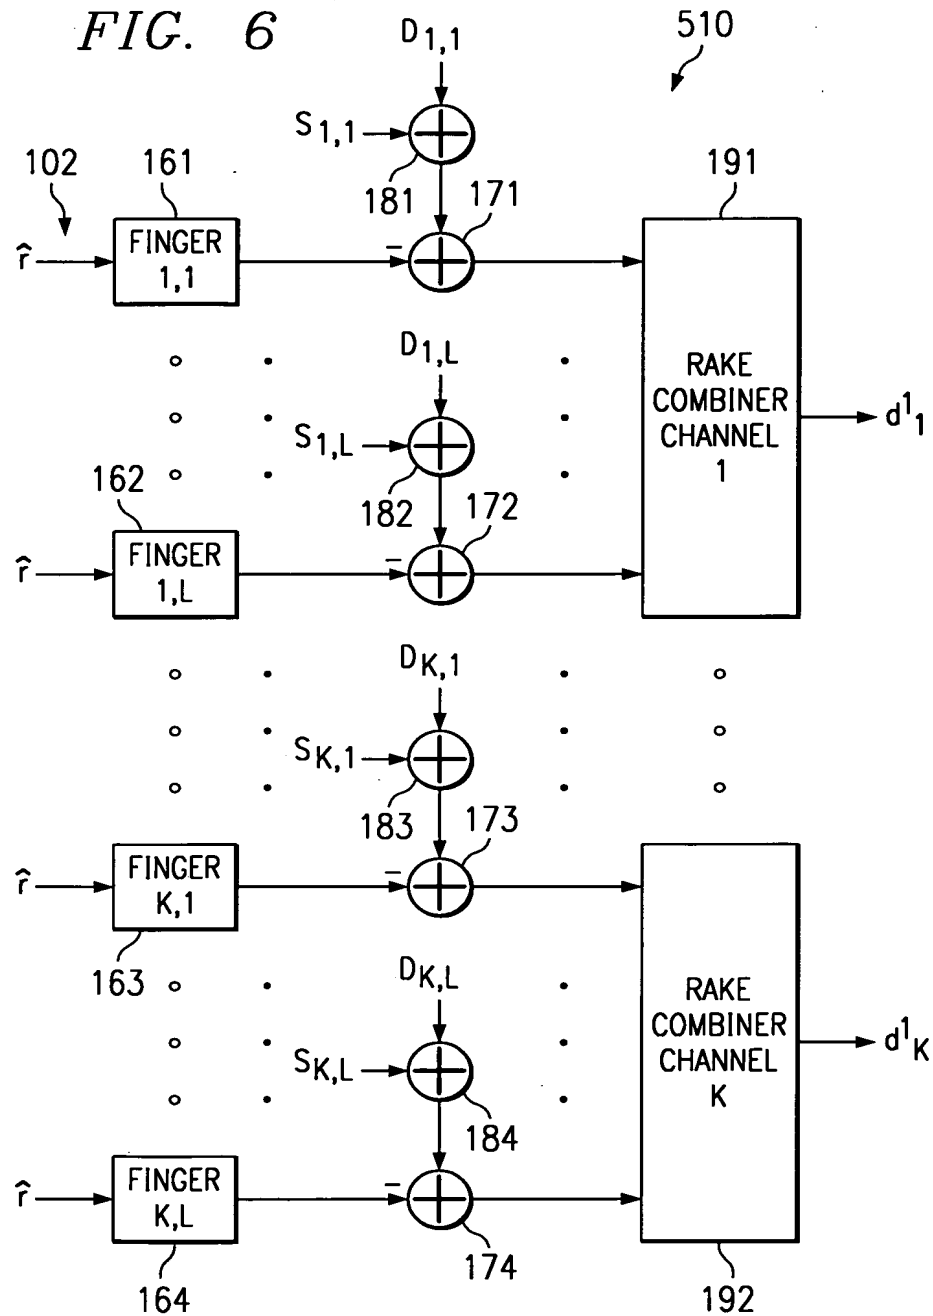 FIG. 6
D1,1
510
S1,1
102
161
181
171
191
r̂
FINGER
1,1
−
D1,L
S1,L
RAKE
COMBINER
CHANNEL
1
d¹1
162
182
172
r̂
FINGER
1,L
−
DK,1
SK,1
183
173
r̂
FINGER
K,1
−
163
DK,L
SK,L
RAKE
COMBINER
CHANNEL
K
d¹K
184
r̂
FINGER
K,L
−
164
174
192